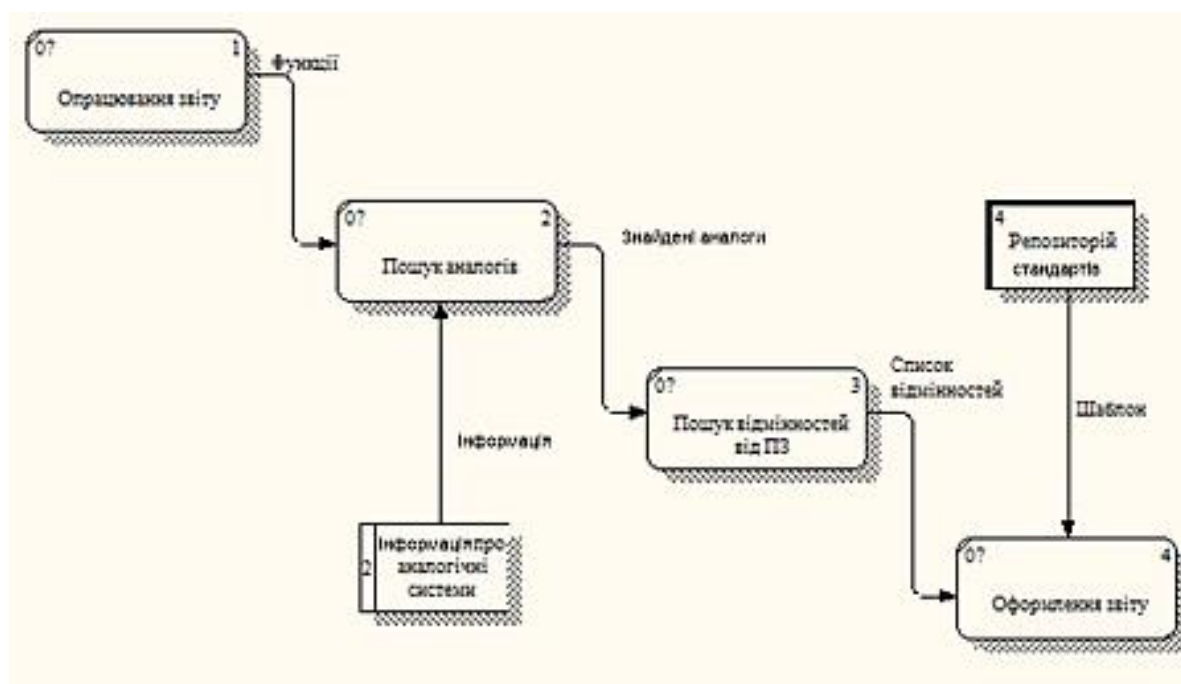 0? 1
Функції
Опрацювання звіту
0? 2
Пошук аналогів
Знайдені аналоги
4
Репозиторій
стандартів
0? 3
Пошук відмінностей
від ПЗ
Список
відмінностей
Шаблон
Інформація
2
Інформація про
аналогічні
системи
0? 4
Оформлення звіту